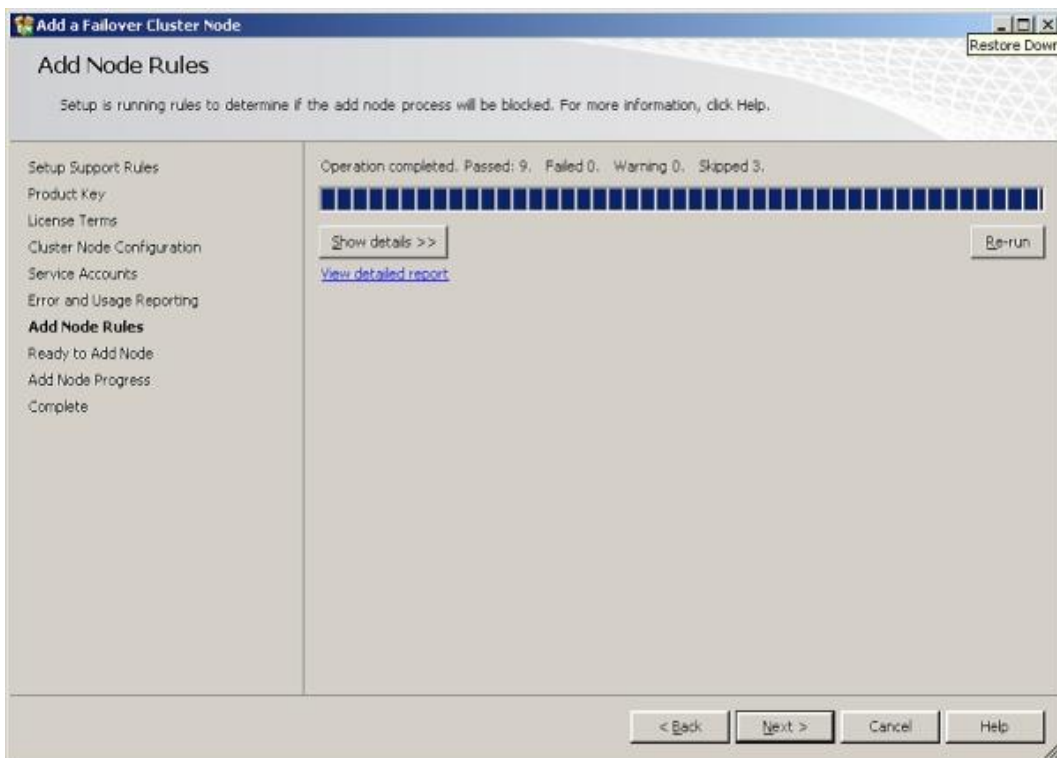 Add a Failover Cluster Node
Restore Down
Add Node Rules
Setup is running rules to determine if the add node process will be blocked. For more information, click Help.
Setup Support Rules
Product Key
License Terms
Cluster Node Configuration
Service Accounts
Error and Usage Reporting
Add Node Rules
Ready to Add Node
Add Node Progress
Complete
Operation completed. Passed: 9. Failed 0. Warning 0. Skipped 3.
Show details >>
Re-run
View detailed report
< Back
Next >
Cancel
Help